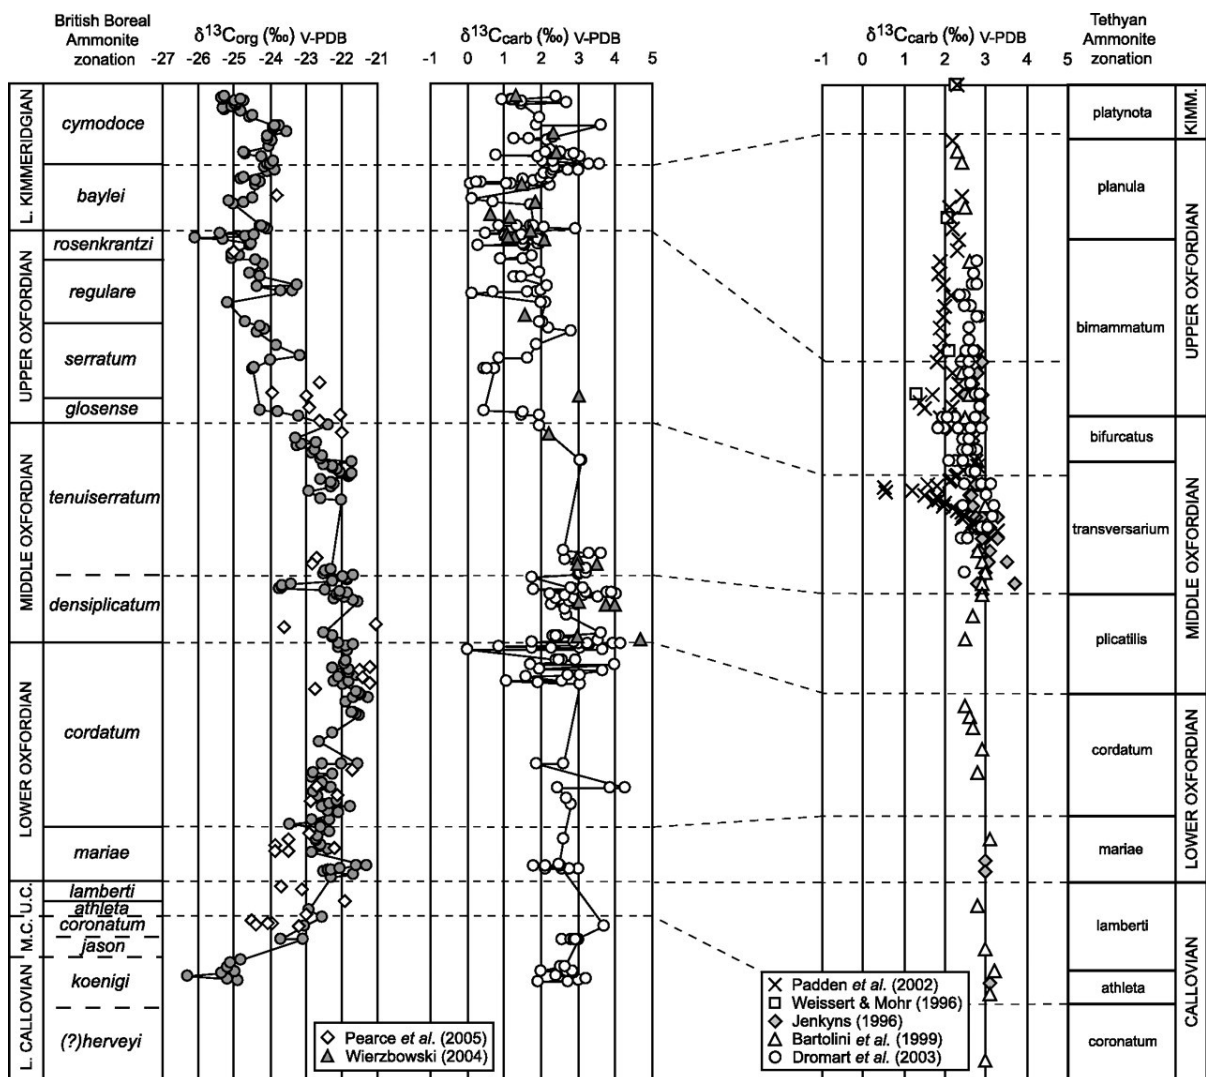 British Boreal
Ammonite
zonation
δ¹³Corg (‰) V-PDB
-27 -26 -25 -24 -23 -22 -21
δ¹³Ccarb (‰) V-PDB
0 1 2 3 4 5
δ¹³Ccarb (‰) V-PDB
-1 0 1 2 3 4 5
Tethyan
Ammonite
zonation
L. KIMMERIDGIAN
cymodoce
baylei
UPPER OXFORDIAN
rosenkrantzi
regulare
serratum
glosense
MIDDLE OXFORDIAN
tenuiserratum
densiplicatum
LOWER OXFORDIAN
cordatum
mariae
U.C.
lamberti
athleta
M.C.
coronatum
jason
L. CALLOVIAN
koenigi
(?)herveyi
Pearce et al. (2005)
Wierzbowski (2004)
Padden et al. (2002)
Weissert & Mohr (1996)
Jenkyns (1996)
Bartolini et al. (1999)
Dromart et al. (2003)
platynota
KIMM.
planula
bimammatum
UPPER OXFORDIAN
bifurcatus
transversarium
plicatilis
MIDDLE OXFORDIAN
cordatum
mariae
LOWER OXFORDIAN
lamberti
athleta
coronatum
CALLOVIAN